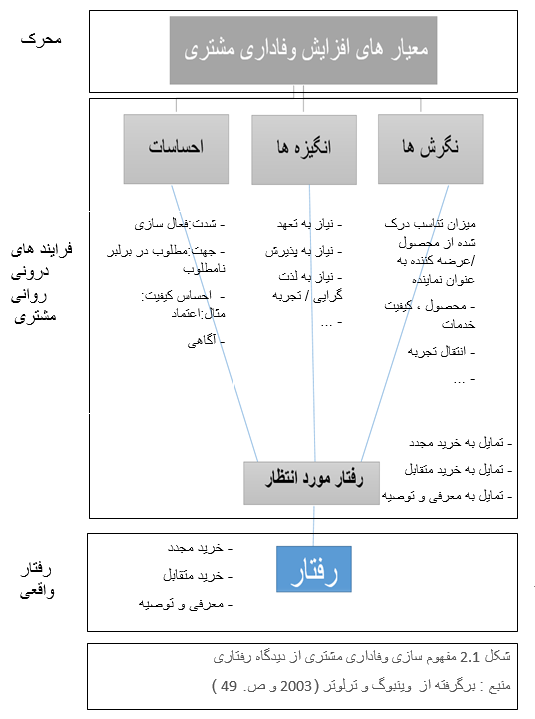 محرک
معیار های افزایش وفاداری مشتری
نگرش ها
انگیزه ها
احساسات
فرایند های
درونی
روانی
مشتری
میزان تناسب درک
شده از محصول
/عرضه کننده به
عنوان نماینده
- محصول ، کیفیت
خدمات
- انتقال تجربه
- ...
- نیاز به تعهد
- نیاز به پذیرش
- نیاز به لذت
گرایی / تجربه
- ...
- شدت:فعال سازی
- جهت:مطلوب در برلبر
نامطلوب
- احساس کیفیت:
مثال:اعتماد
- آگاهی
- تمایل به خرید مجدد
- تمایل به خرید متقابل
- تمایل به معرفی و توصیه
رفتار مورد انتظار
رفتار
واقعی
رفتار
- خرید مجدد
- خرید متقابل
- معرفی و توصیه
شکل 2.1 مفهوم سازی وفاداری مشتری از دیدگاه رفتاری
منبع : برگرفته از وینبوگ و ترلوتر ( 2003 و ص. 49 )